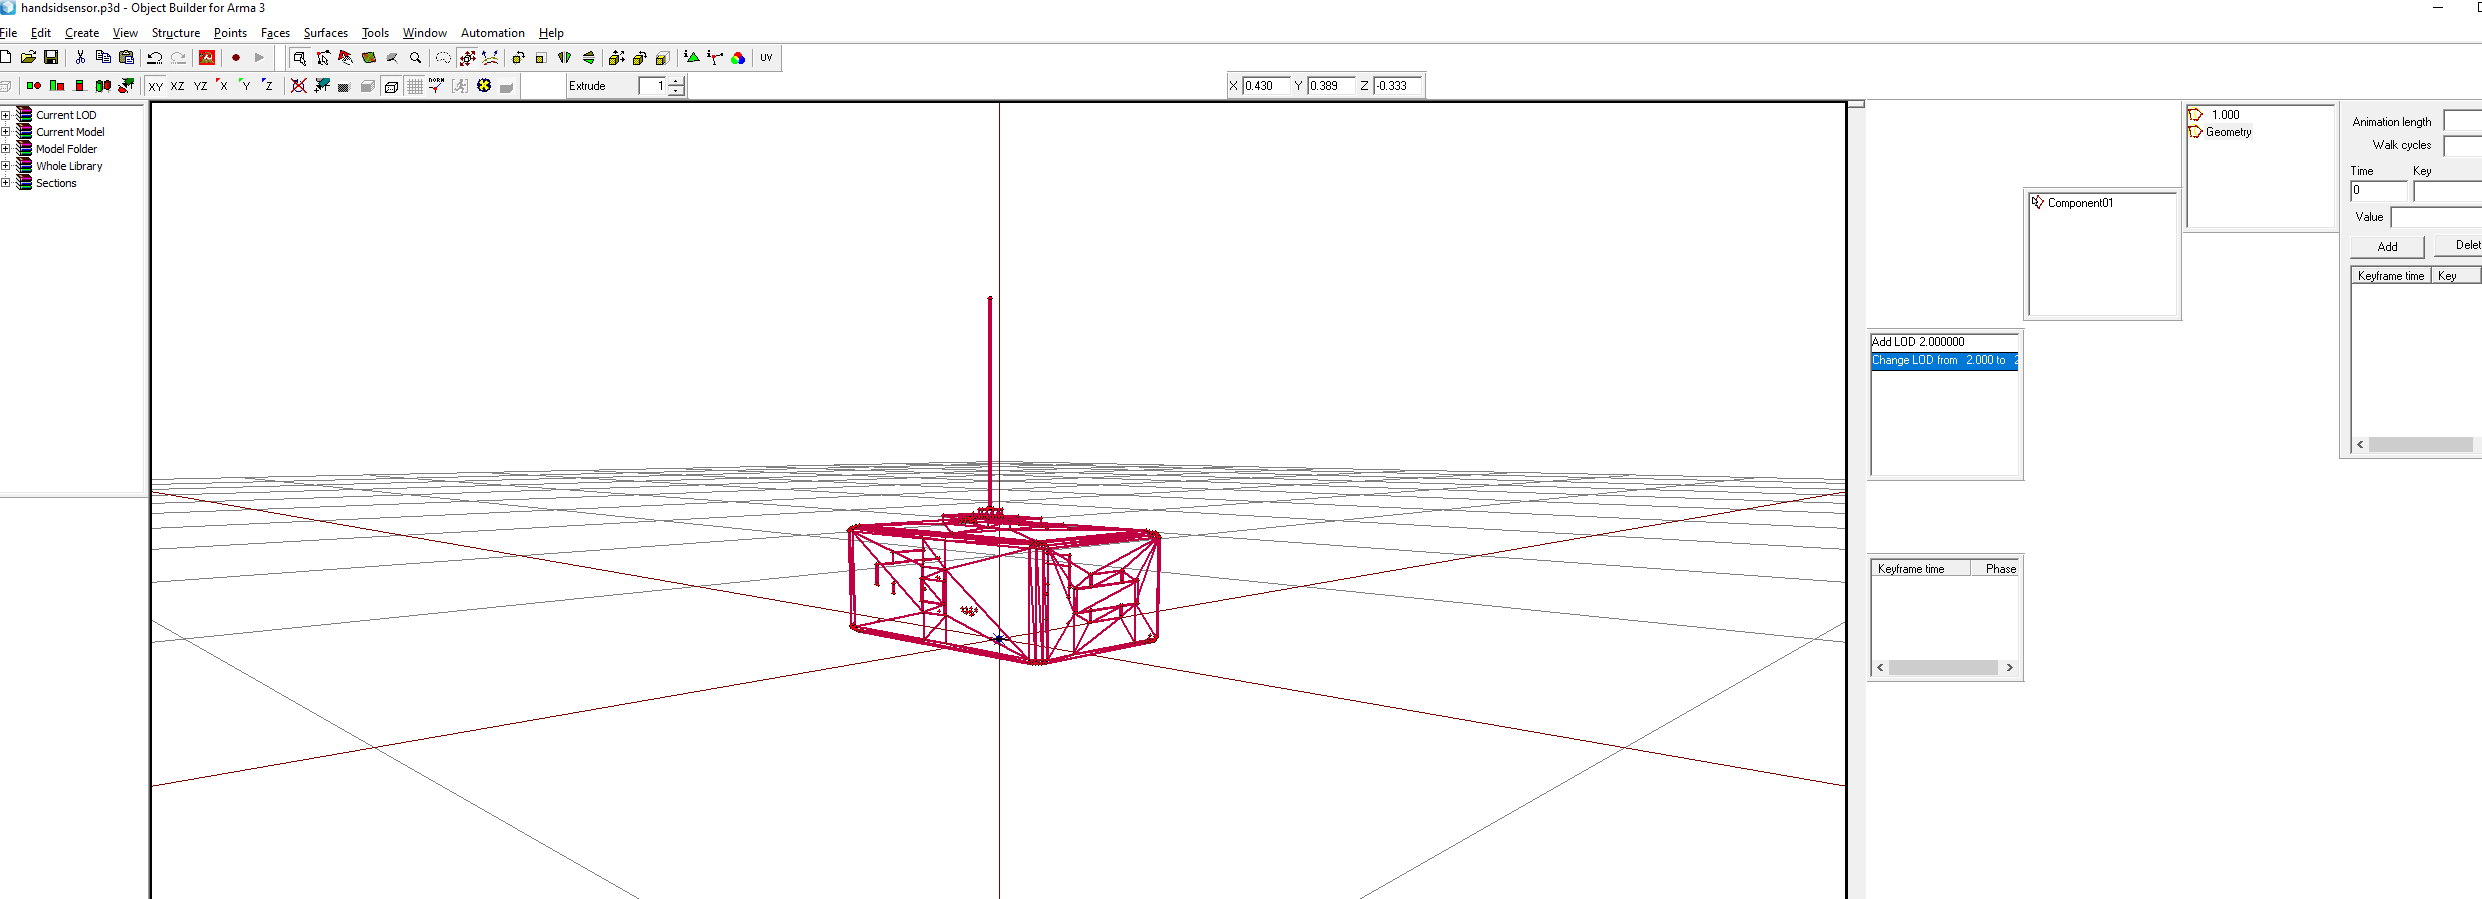 handsidsensor.p3d - Object Builder for Arma 3
File Edit Create View Structure Points Faces Surfaces Tools Window Automation Help
UV
XY XZ YZ X Y Z
NORM
Extrude 1
X 0.430 Y 0.389 Z -0.333
Current LOD
Current Model
Model Folder
Whole Library
Sections
1.000
Geometry
Component01
Add LOD 2.000000
Change LOD from 2.000 to 2
Keyframe time Phase
Animation length
Walk cycles
Time Key
0
Value
Add Delet
Keyframe time Key